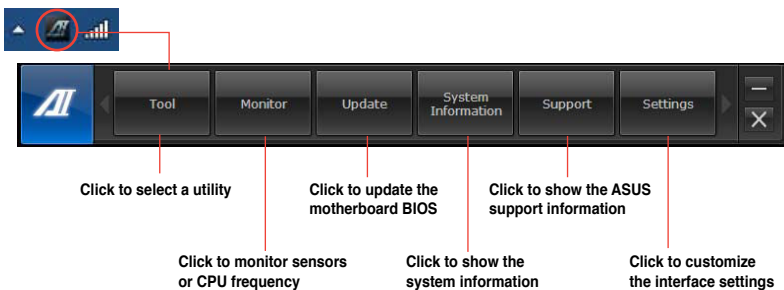 Tool
Monitor
Update
System
Information
Support
Settings
Click to select a utility
Click to update the
motherboard BIOS
Click to show the ASUS
support information
Click to monitor sensors
or CPU frequency
Click to show the
system information
Click to customize
the interface settings